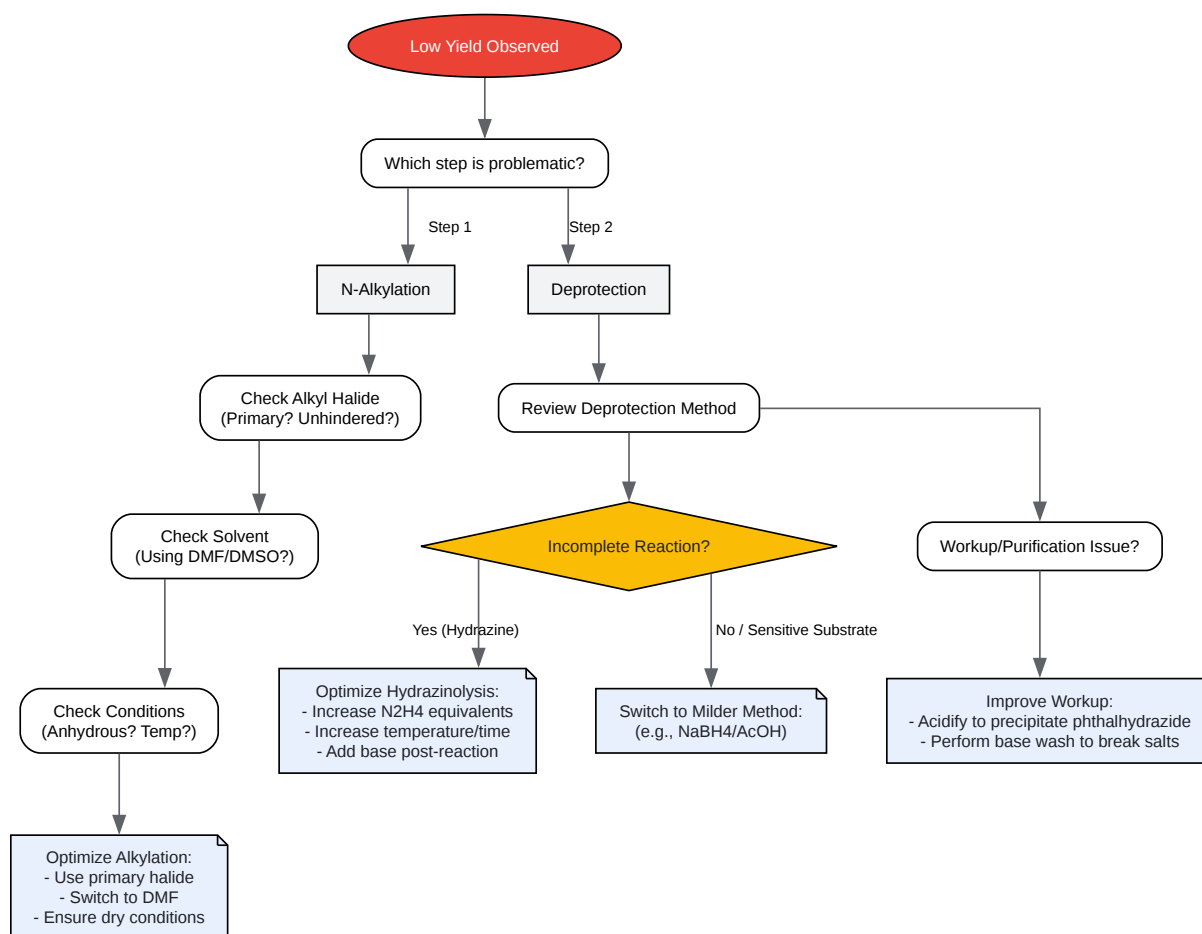 Low Yield Observed
Which step is problematic?
Step 1
Step 2
N-Alkylation
Deprotection
Check Alkyl Halide
(Primary? Unhindered?)
Review Deprotection Method
Check Solvent
(Using DMF/DMSO?)
Incomplete Reaction?
Workup/Purification Issue?
Yes (Hydrazine)
No / Sensitive Substrate
Check Conditions
(Anhydrous? Temp?)
Optimize Hydrazinolysis:
- Increase N2H4 equivalents
- Increase temperature/time
- Add base post-reaction
Switch to Milder Method:
(e.g., NaBH4/AcOH)
Improve Workup:
- Acidify to precipitate phthalhydrazide
- Perform base wash to break salts
Optimize Alkylation:
- Use primary halide
- Switch to DMF
- Ensure dry conditions